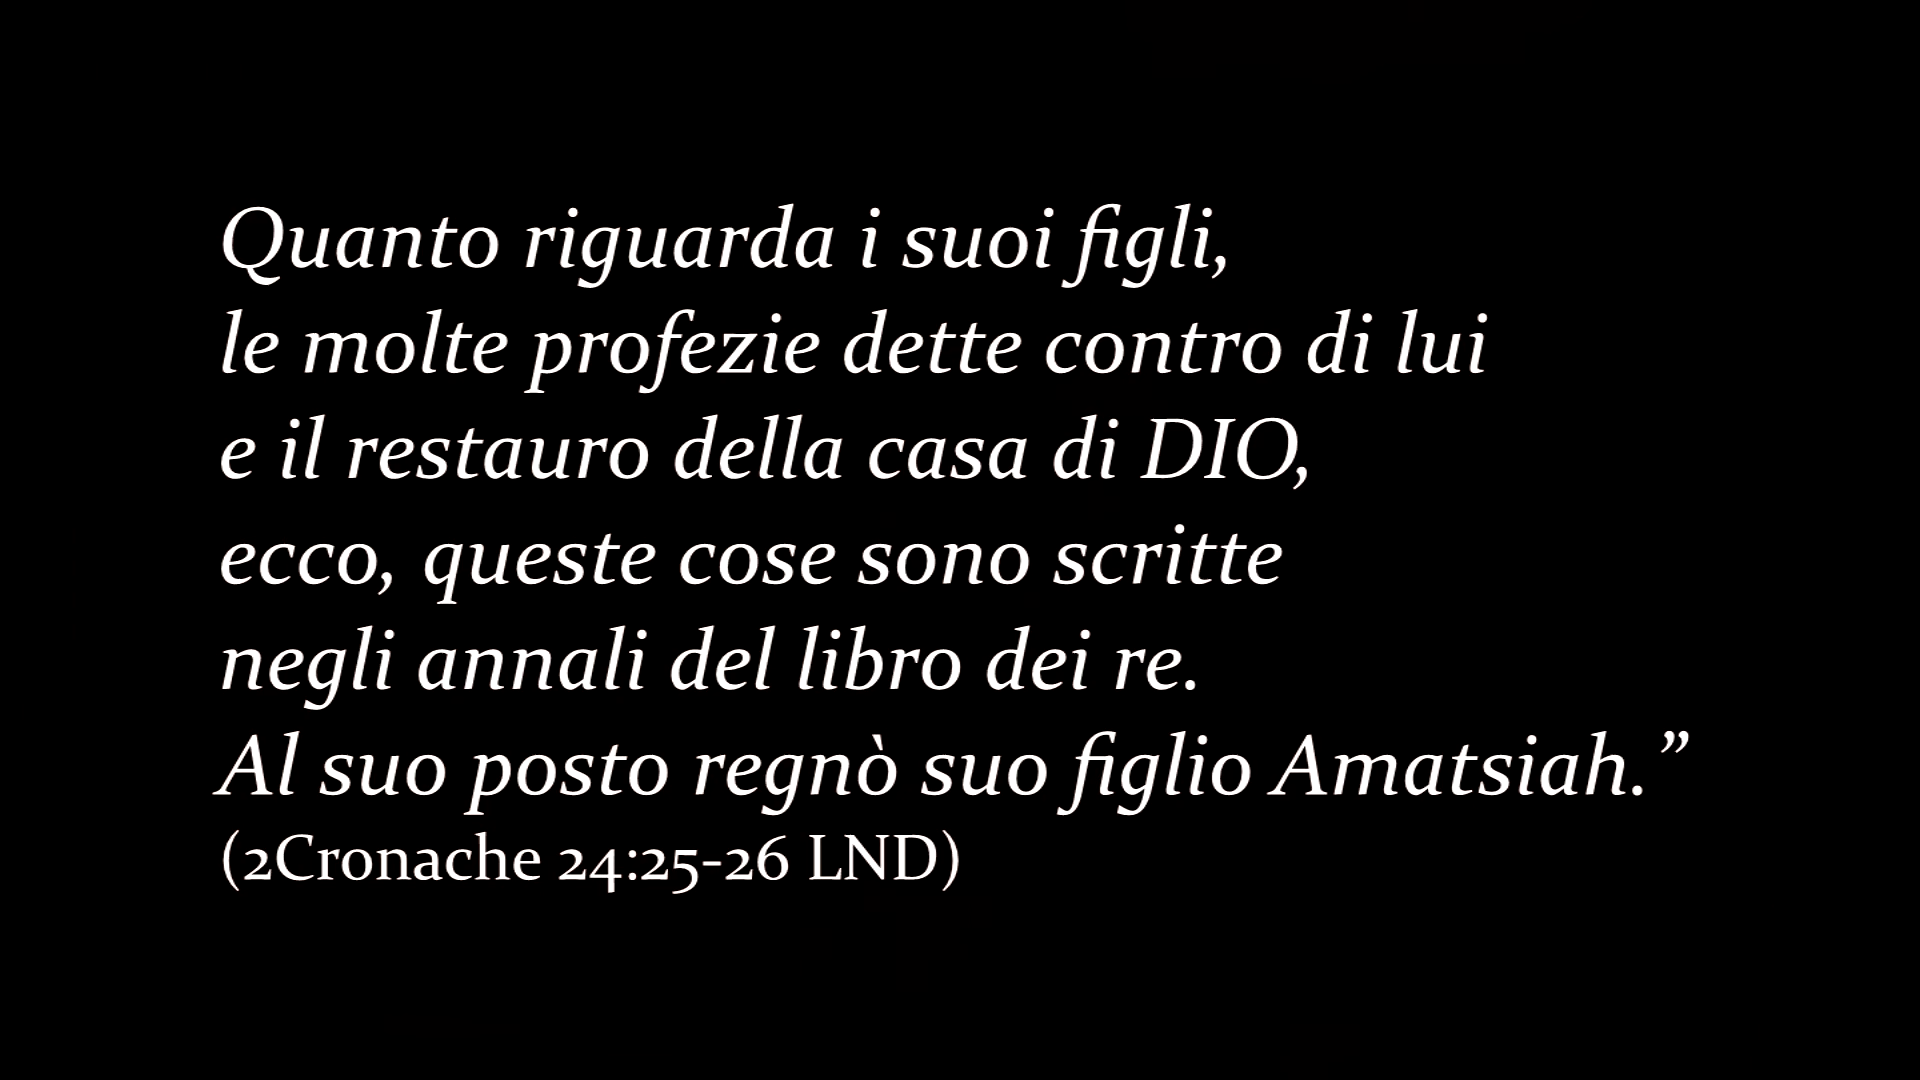 Quanto riguarda i suoi figli,
le molte profezie dette contro di lui
e il restauro della casa di DIO,
ecco, queste cose sono scritte
negli annali del libro dei re.
Al suo posto regnò suo figlio Amatsiah.”
(2Cronache 24:25-26 LND)